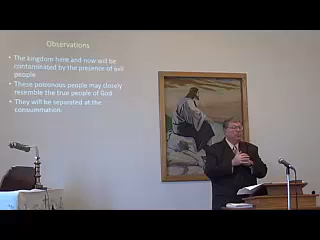 Observations
• The kingdom here and now will be
contaminated by the presence of evil
people
• These poisonous people may closely
resemble the true people of God
• They will be separated at the
consummation.